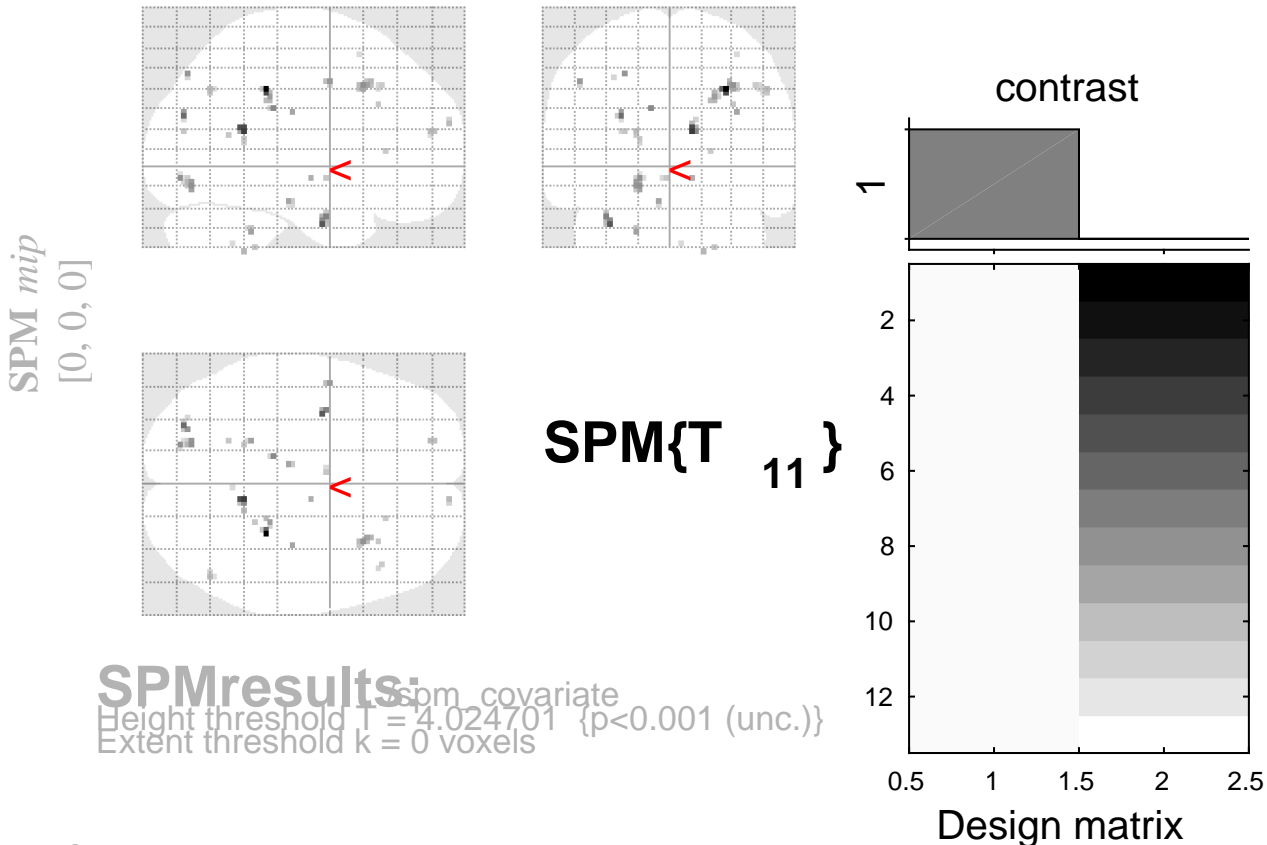 SPM mip
[0, 0, 0]
<
<
<
SPM{T 11}
contrast
1
2
4
6
8
10
12
0.5 1 1.5 2 2.5
Design matrix
SPMresults: ./spm_covariate
Height threshold T = 4.024701 {p<0.001 (unc.)}
Extent threshold k = 0 voxels